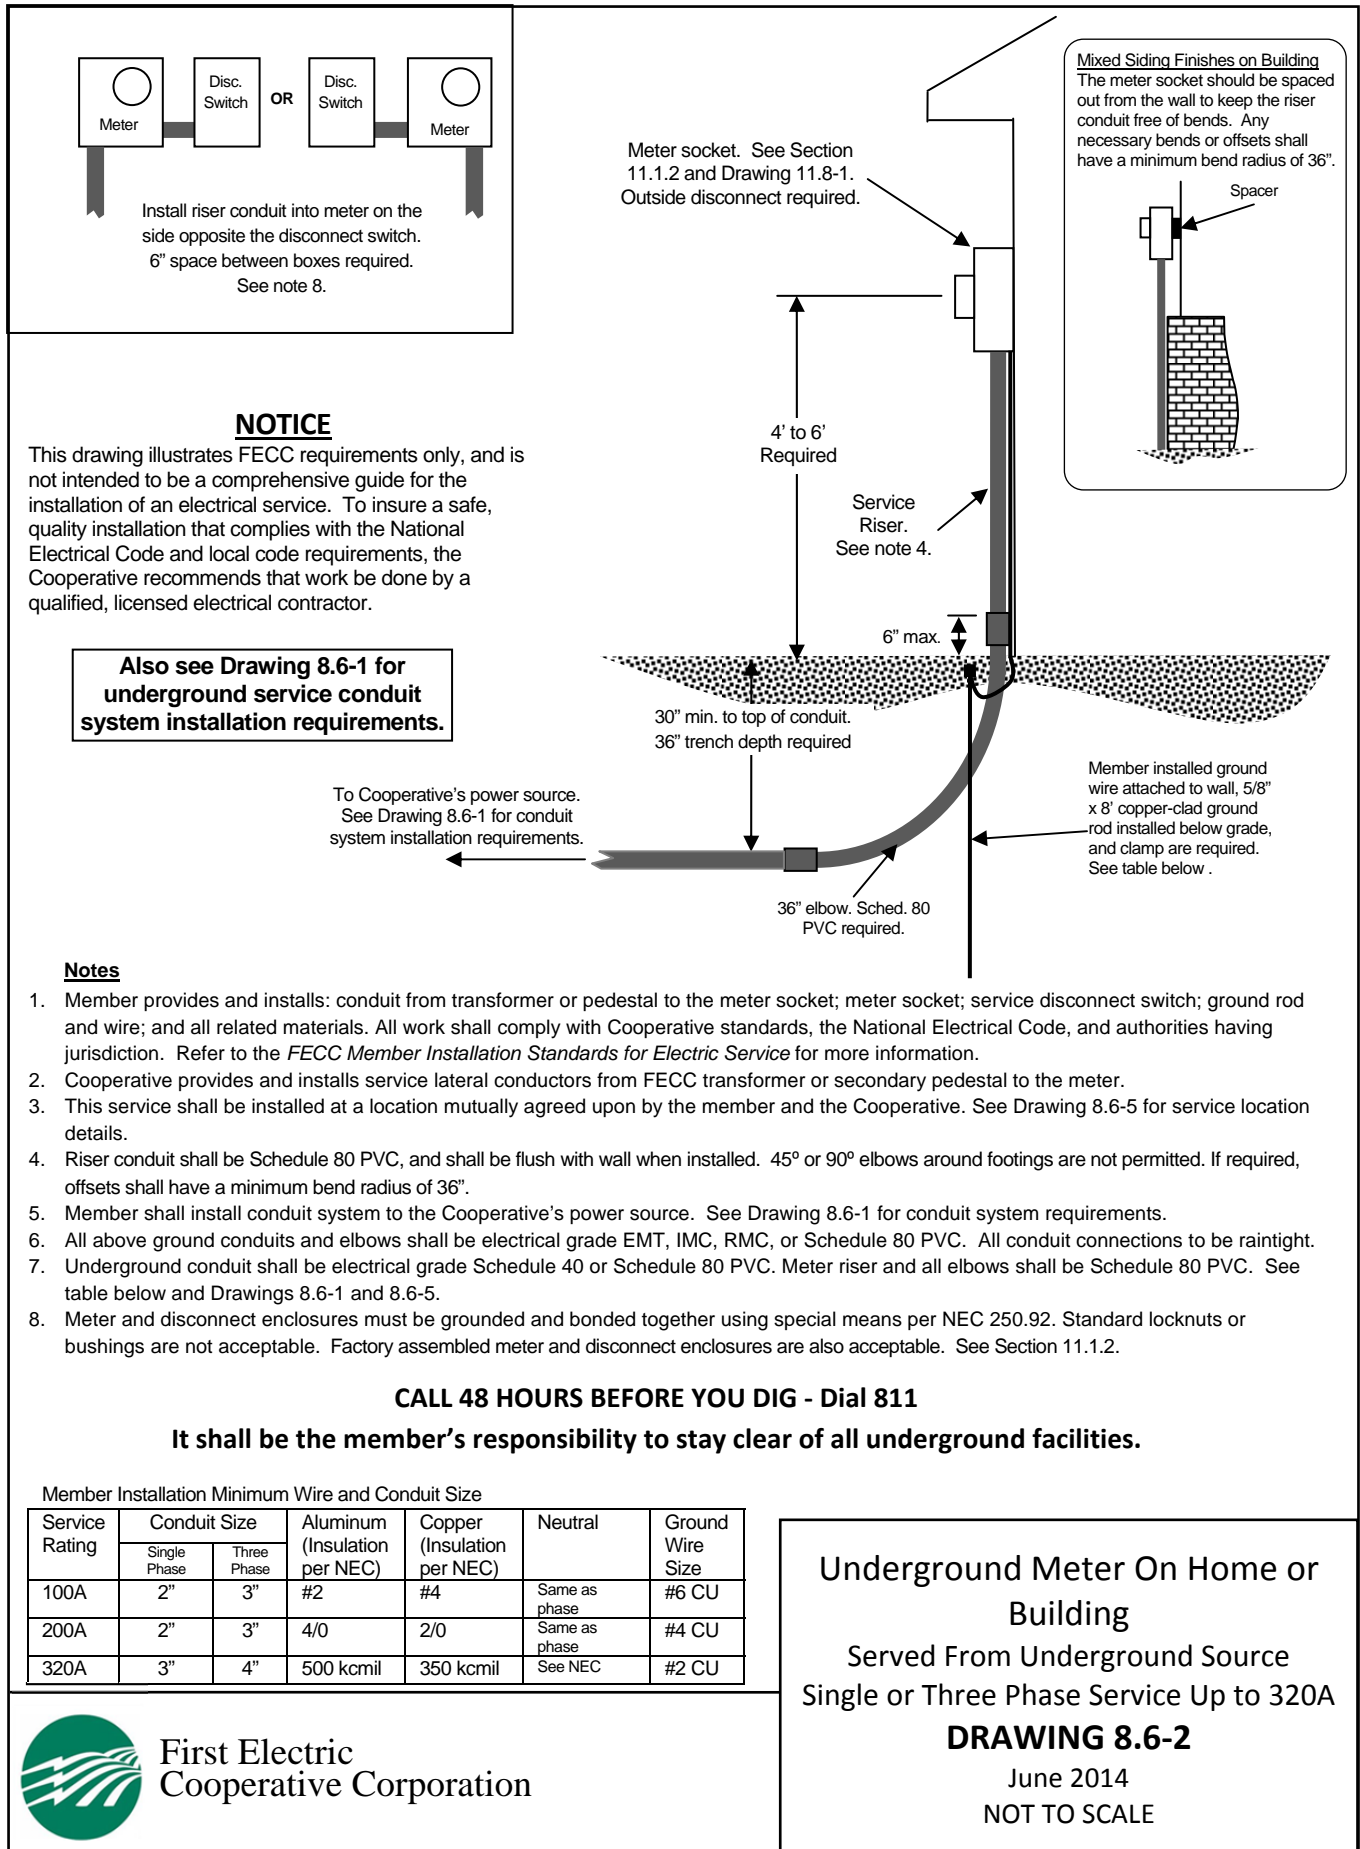 Meter
Disc.
Switch
OR
Disc.
Switch
Meter
Install riser conduit into meter on the
side opposite the disconnect switch.
6” space between boxes required.
See note 8.
Meter socket. See Section
11.1.2 and Drawing 11.8-1.
Outside disconnect required.
Mixed Siding Finishes on Building
The meter socket should be spaced
out from the wall to keep the riser
conduit free of bends. Any
necessary bends or offsets shall
have a minimum bend radius of 36”.
Spacer
NOTICE
This drawing illustrates FECC requirements only, and is
not intended to be a comprehensive guide for the
installation of an electrical service. To insure a safe,
quality installation that complies with the National
Electrical Code and local code requirements, the
Cooperative recommends that work be done by a
qualified, licensed electrical contractor.
4’ to 6’
Required
Service
Riser.
See note 4.
6” max.
Also see Drawing 8.6-1 for
underground service conduit
system installation requirements.
30” min. to top of conduit.
36” trench depth required
To Cooperative’s power source.
See Drawing 8.6-1 for conduit
system installation requirements.
Member installed ground
wire attached to wall, 5/8”
x 8’ copper-clad ground
rod installed below grade,
and clamp are required.
See table below .
36” elbow. Sched. 80
PVC required.
Notes
1. Member provides and installs: conduit from transformer or pedestal to the meter socket; meter socket; service disconnect switch; ground rod
and wire; and all related materials. All work shall comply with Cooperative standards, the National Electrical Code, and authorities having
jurisdiction. Refer to the FECC Member Installation Standards for Electric Service for more information.
2. Cooperative provides and installs service lateral conductors from FECC transformer or secondary pedestal to the meter.
3. This service shall be installed at a location mutually agreed upon by the member and the Cooperative. See Drawing 8.6-5 for service location
details.
4. Riser conduit shall be Schedule 80 PVC, and shall be flush with wall when installed. 45º or 90º elbows around footings are not permitted. If required,
offsets shall have a minimum bend radius of 36”.
5. Member shall install conduit system to the Cooperative’s power source. See Drawing 8.6-1 for conduit system requirements.
6. All above ground conduits and elbows shall be electrical grade EMT, IMC, RMC, or Schedule 80 PVC. All conduit connections to be raintight.
7. Underground conduit shall be electrical grade Schedule 40 or Schedule 80 PVC. Meter riser and all elbows shall be Schedule 80 PVC. See
table below and Drawings 8.6-1 and 8.6-5.
8. Meter and disconnect enclosures must be grounded and bonded together using special means per NEC 250.92. Standard locknuts or
bushings are not acceptable. Factory assembled meter and disconnect enclosures are also acceptable. See Section 11.1.2.
CALL 48 HOURS BEFORE YOU DIG - Dial 811
It shall be the member’s responsibility to stay clear of all underground facilities.
Member Installation Minimum Wire and Conduit Size
Service Rating Conduit Size Aluminum (Insulation per NEC) Copper (Insulation per NEC) Neutral Ground Wire Size
Single Phase Three Phase
100A 2” 3” #2 #4 Same as phase #6 CU
200A 2” 3” 4/0 2/0 Same as phase #4 CU
320A 3” 4” 500 kcmil 350 kcmil See NEC #2 CU
Underground Meter On Home or
Building
Served From Underground Source
Single or Three Phase Service Up to 320A
DRAWING 8.6-2
June 2014
NOT TO SCALE
First Electric
Cooperative Corporation